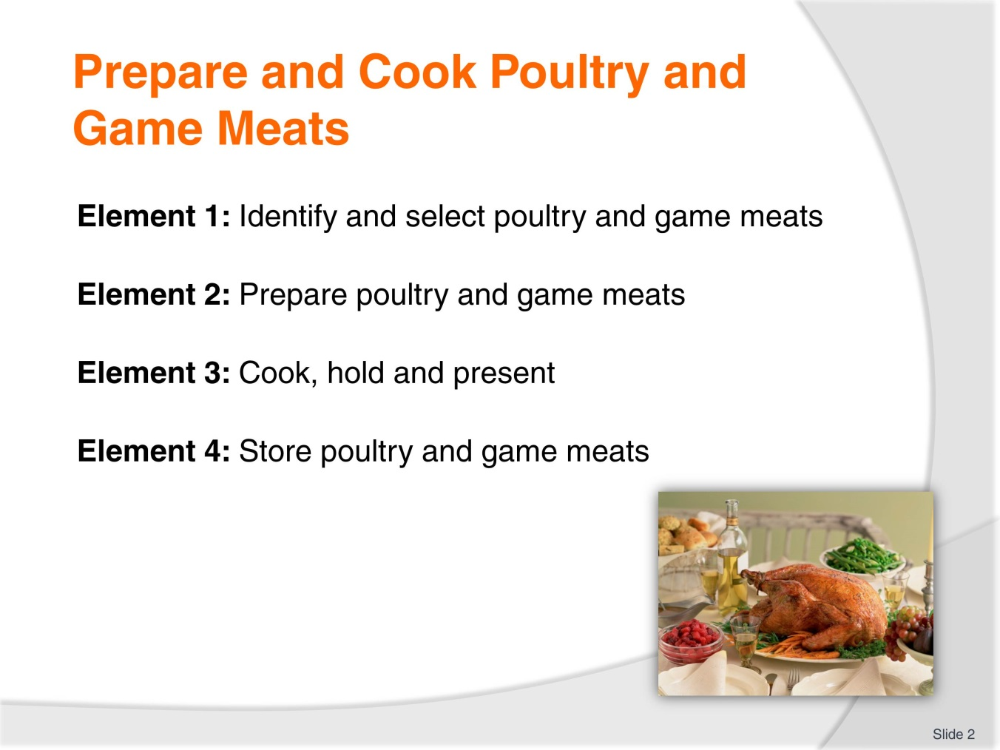 Prepare and Cook Poultry and
Game Meats
Element 1: Identify and select poultry and game meats
Element 2: Prepare poultry and game meats
Element 3: Cook, hold and present
Element 4: Store poultry and game meats
Slide 2